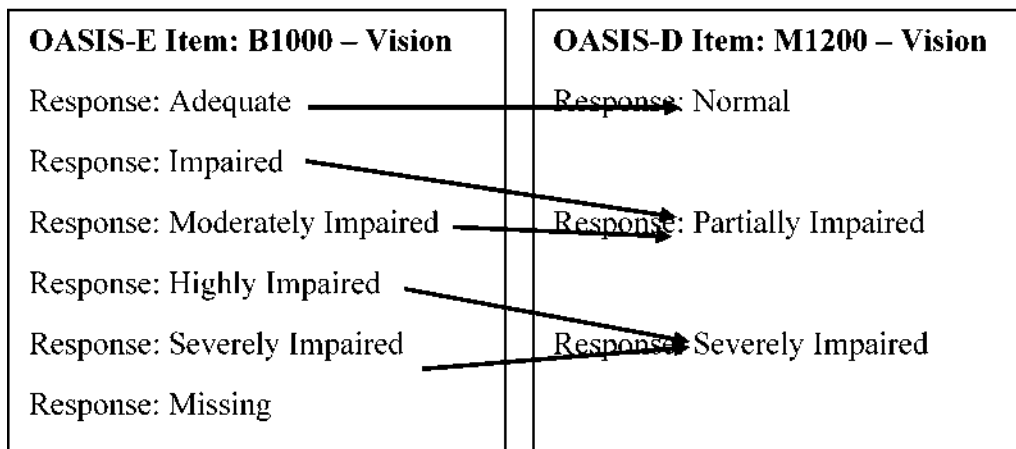 OASIS-E Item: B1000 – Vision
Response: Adequate
Response: Impaired
Response: Moderately Impaired
Response: Highly Impaired
Response: Severely Impaired
Response: Missing
OASIS-D Item: M1200 – Vision
Response: Normal
Response: Partially Impaired
Response: Severely Impaired